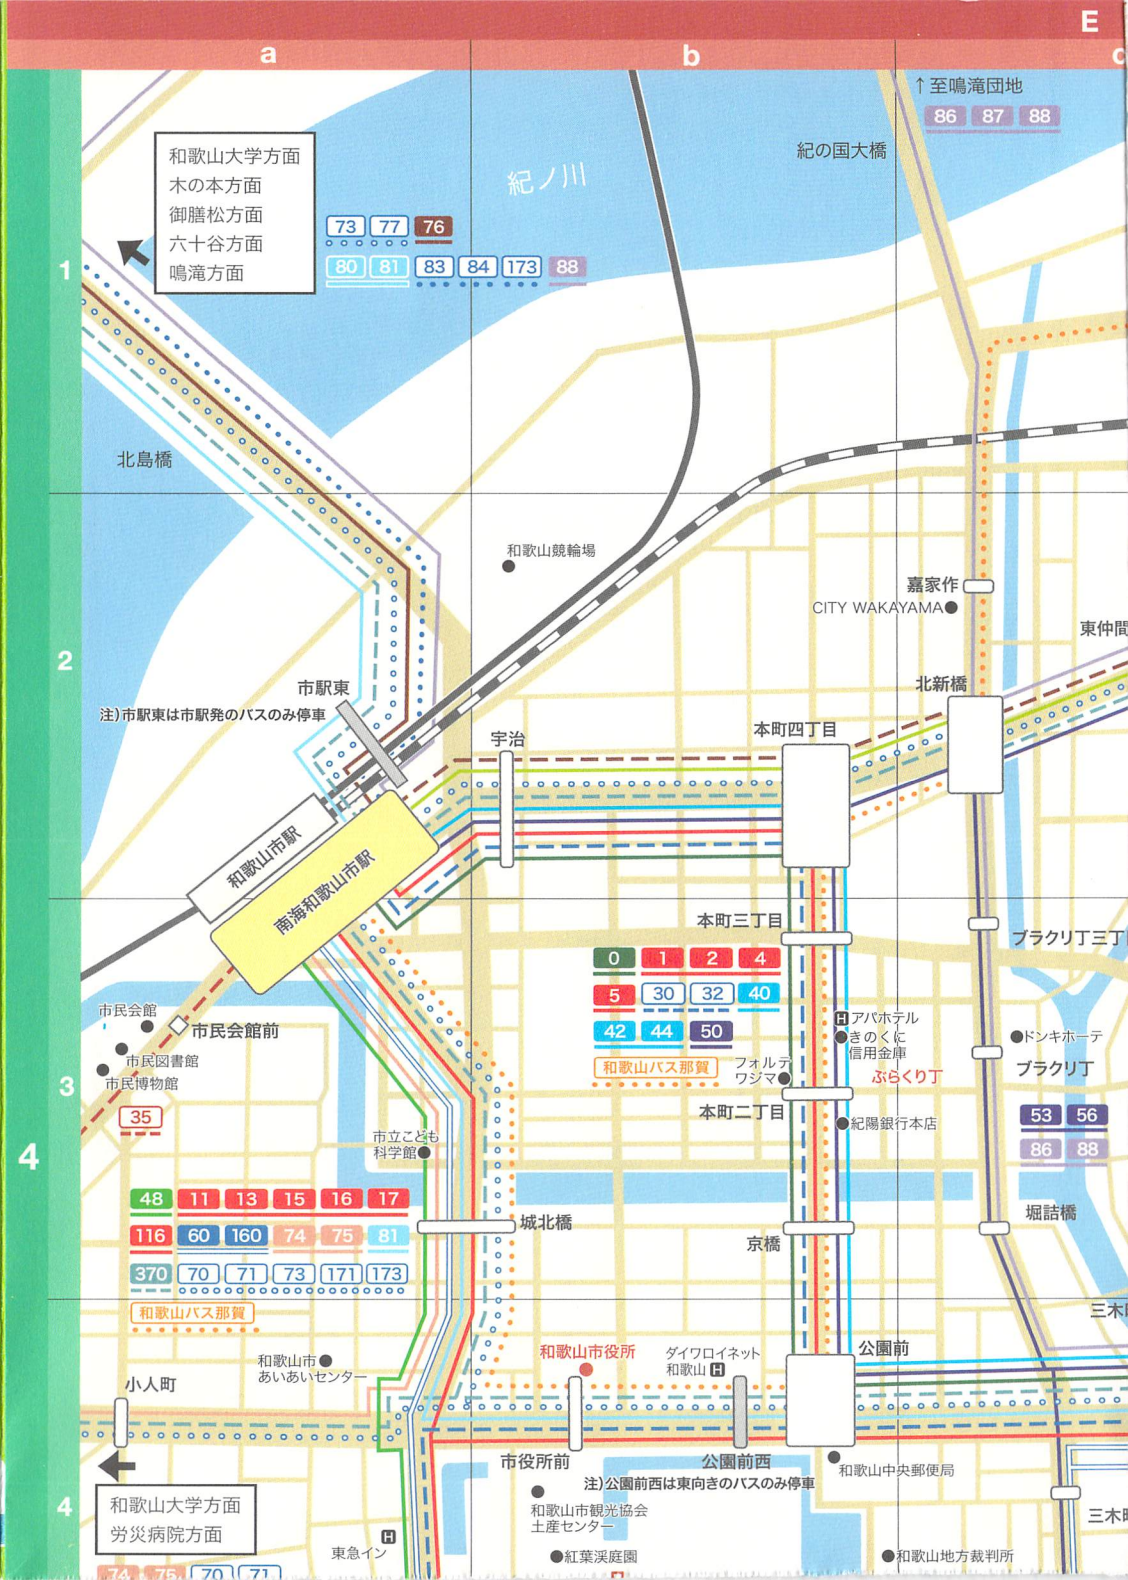 E
a
b
c
↑至鳴滝団地
86 87 88
紀の国大橋
紀ノ川
和歌山大学方面
木の本方面
御膳松方面
六十谷方面
鳴滝方面
73 77 76
80 81 83 84 173 88
1
北島橋
和歌山競輪場
嘉家作
CITY WAKAYAMA
東仲間
2
市駅東
注)市駅東は市駅発のバスのみ停車
北新橋
宇治
本町四丁目
和歌山市駅
南海和歌山市駅
本町三丁目
ブラクリ丁三丁
0 1 2 4
5 30 32 40
42 44 50
和歌山バス那賀
アパホテル
きのくに
信用金庫
ドンキホーテ
ブラクリ丁
ぶらくり丁
フォルテ
ワジマ
本町二丁目
紀陽銀行本店
53 56
86 88
市民会館
市民会館前
市民図書館
市民博物館
35
3
4
市立こども
科学館
48 11 13 15 16 17
116 60 160 74 75 81
370 70 71 73 171 173
和歌山バス那賀
城北橋
京橋
堀詰橋
三木
和歌山市
あいあいセンター
和歌山市役所
ダイワロイネット
和歌山 H
公園前
小人町
市役所前
公園前西
注)公園前西は東向きのバスのみ停車
和歌山中央郵便局
和歌山大学方面
労災病院方面
4
和歌山市観光協会
土産センター
三木町
東急イン
紅葉渓庭園
和歌山地方裁判所
74 75 70 71